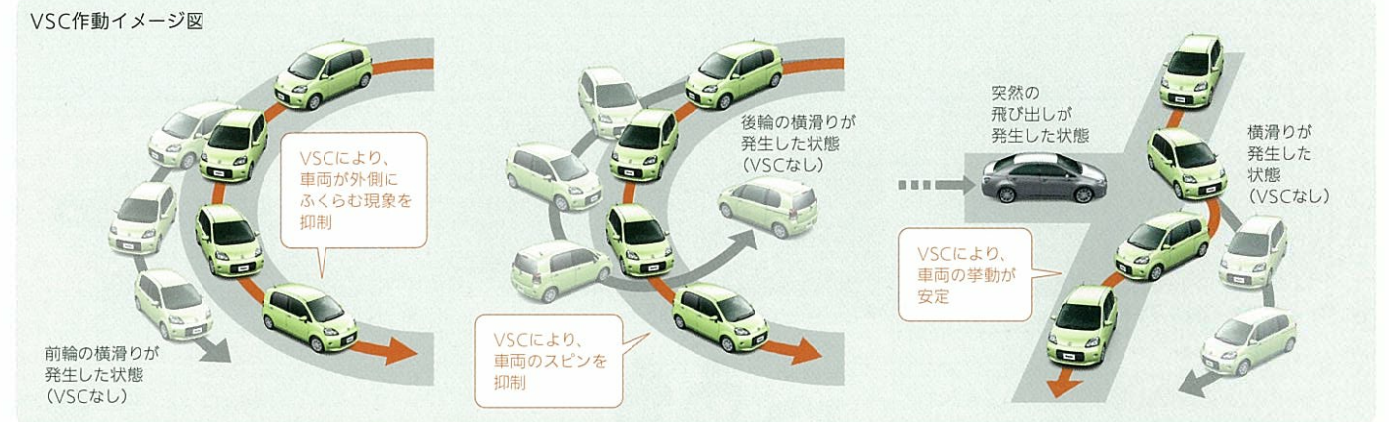 VSC作動イメージ図
VSCにより、
車両が外側に
ふくらむ現象を
抑制
前輪の横滑りが
発生した状態
（VSCなし）
後輪の横滑りが
発生した状態
（VSCなし）
VSCにより、
車両のスピンを
抑制
突然の
飛び出しが
発生した状態
横滑りが
発生した
状態
（VSCなし）
VSCにより、
車両の挙動が
安定